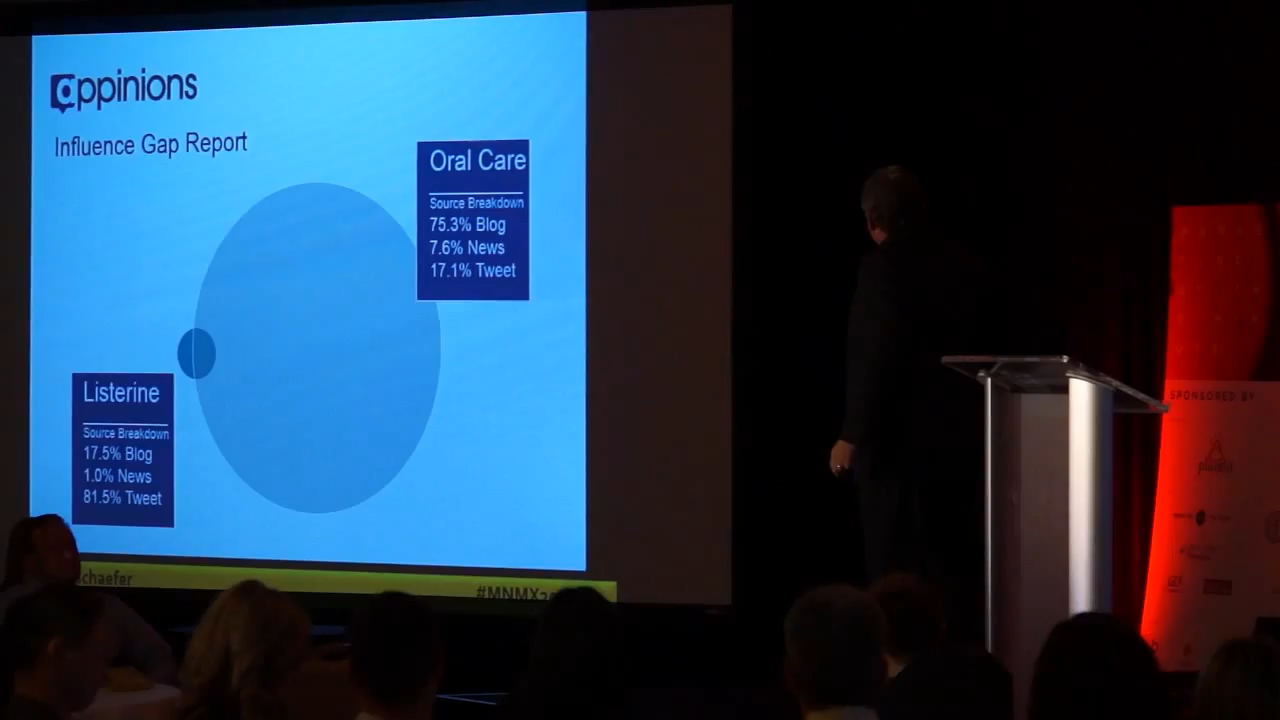 appinions
Influence Gap Report
Oral Care
Source Breakdown
75.3% Blog
7.6% News
17.1% Tweet
Listerine
Source Breakdown
17.5% Blog
1.0% News
81.5% Tweet
chaefer
#MNMX
SPONSORED BY